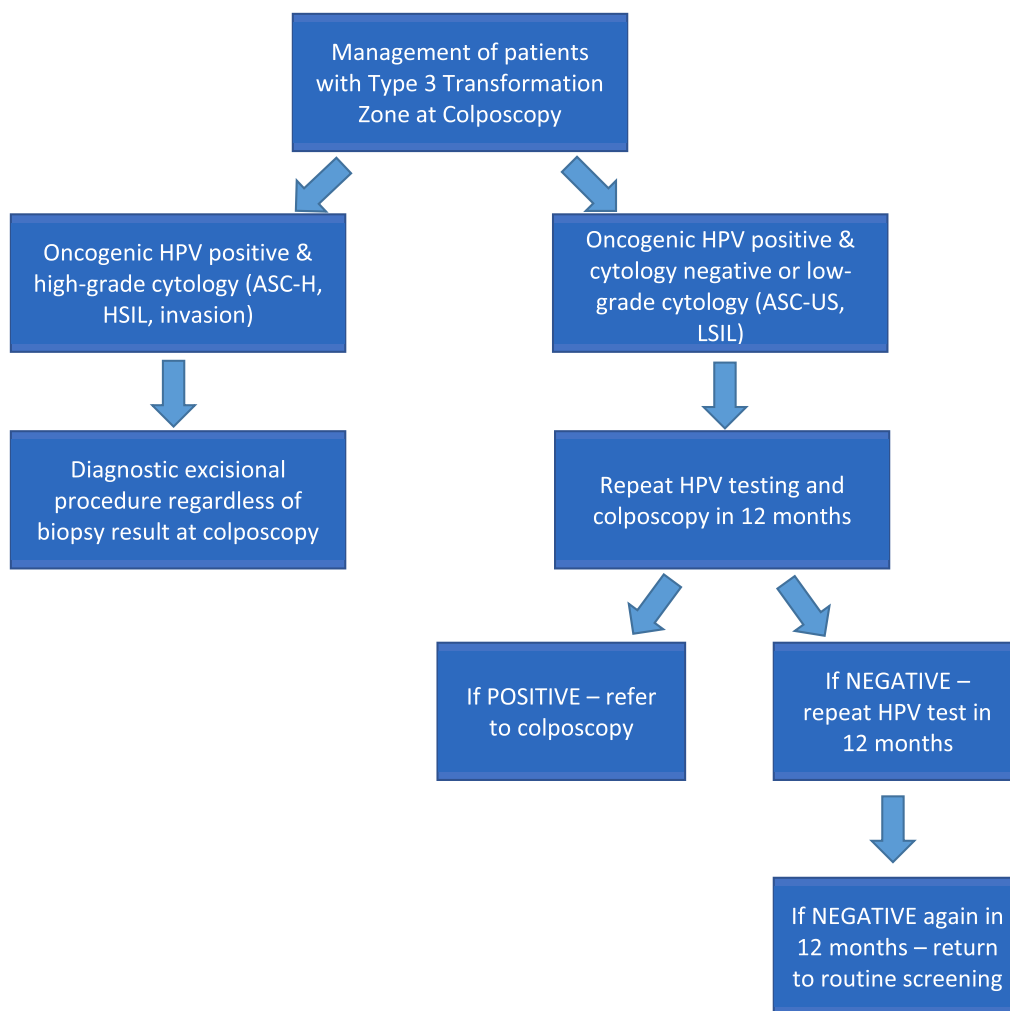 Management of patients
with Type 3 Transformation
Zone at Colposcopy
Oncogenic HPV positive &
high-grade cytology (ASC-H,
HSIL, invasion)
Oncogenic HPV positive &
cytology negative or low-
grade cytology (ASC-US,
LSIL)
Diagnostic excisional
procedure regardless of
biopsy result at colposcopy
Repeat HPV testing and
colposcopy in 12 months
If POSITIVE – refer
to colposcopy
If NEGATIVE –
repeat HPV test in
12 months
If NEGATIVE again in
12 months – return
to routine screening